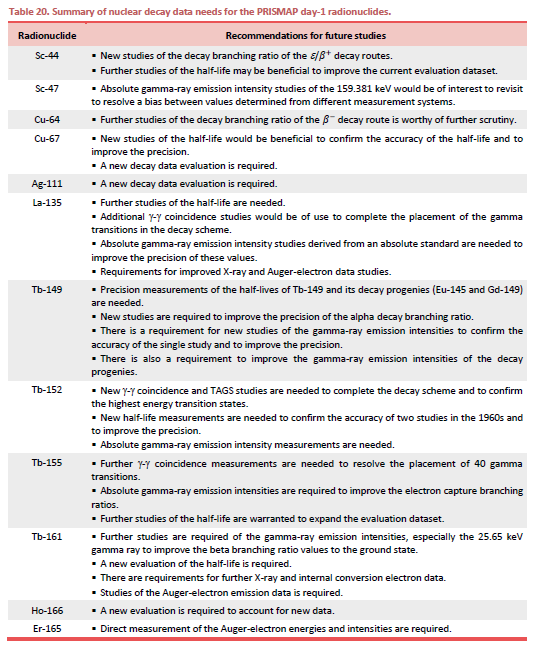 Table 20. Summary of nuclear decay data needs for the PRISMAP day-1 radionuclides.
Radionuclide Recommendations for future studies
Sc-44 ▪ New studies of the decay branching ratio of the ε/β⁺ decay routes.
▪ Further studies of the half-life may be beneficial to improve the current evaluation dataset.
Sc-47 ▪ Absolute gamma-ray emission intensity studies of the 159.381 keV would be of interest to revisit
to resolve a bias between values determined from different measurement systems.
Cu-64 ▪ Further studies of the decay branching ratio of the β⁻ decay route is worthy of further scrutiny.
Cu-67 ▪ New studies of the half-life would be beneficial to confirm the accuracy of the half-life and to
improve the precision.
▪ A new decay data evaluation is required.
Ag-111 ▪ A new decay data evaluation is required.
La-135 ▪ Further studies of the half-life are needed.
▪ Additional γ-γ coincidence studies would be of use to complete the placement of the gamma
transitions in the decay scheme.
▪ Absolute gamma-ray emission intensity studies derived from an absolute standard are needed to
improve the precision of these values.
▪ Requirements for improved X-ray and Auger-electron data studies.
Tb-149 ▪ Precision measurements of the half-lives of Tb-149 and its decay progenies (Eu-145 and Gd-149)
are needed.
▪ New studies are required to improve the precision of the alpha decay branching ratio.
▪ There is a requirement for new studies of the gamma-ray emission intensities to confirm the
accuracy of the single study and to improve the precision.
▪ There is also a requirement to improve the gamma-ray emission intensities of the decay
progenies.
Tb-152 ▪ New γ-γ coincidence and TAGS studies are needed to complete the decay scheme and to confirm
the highest energy transition states.
▪ New half-life measurements are needed to confirm the accuracy of two studies in the 1960s and
to improve the precision.
▪ Absolute gamma-ray emission intensity measurements are needed.
Tb-155 ▪ Further γ-γ coincidence measurements are needed to resolve the placement of 40 gamma
transitions.
▪ Absolute gamma-ray emission intensities are required to improve the electron capture branching
ratios.
▪ Further studies of the half-life are warranted to expand the evaluation dataset.
Tb-161 ▪ Further studies are required of the gamma-ray emission intensities, especially the 25.65 keV
gamma ray to improve the beta branching ratio values to the ground state.
▪ A new evaluation of the half-life is required.
▪ There are requirements for further X-ray and internal conversion electron data.
▪ Studies of the Auger-electron emission data is required.
Ho-166 ▪ A new evaluation is required to account for new data.
Er-165 ▪ Direct measurement of the Auger-electron energies and intensities are required.